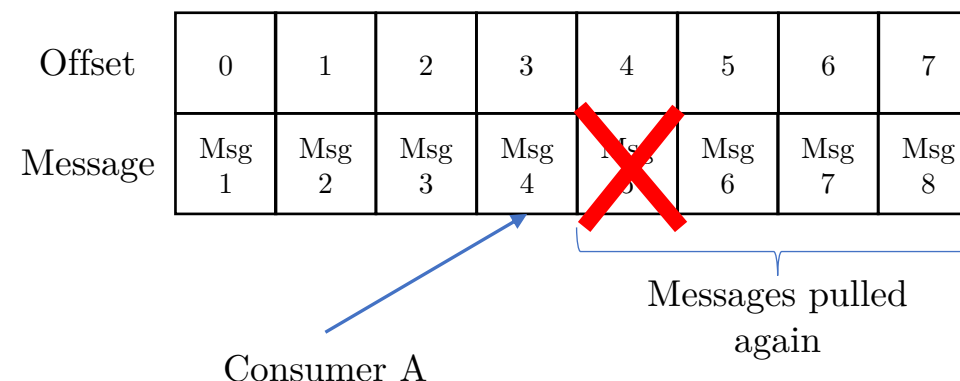 Offset 0 1 2 3 4 5 6 7
Message Msg 1 Msg 2 Msg 3 Msg 4 Msg Msg 6 Msg 7 Msg 8
Messages pulled
again
Consumer A